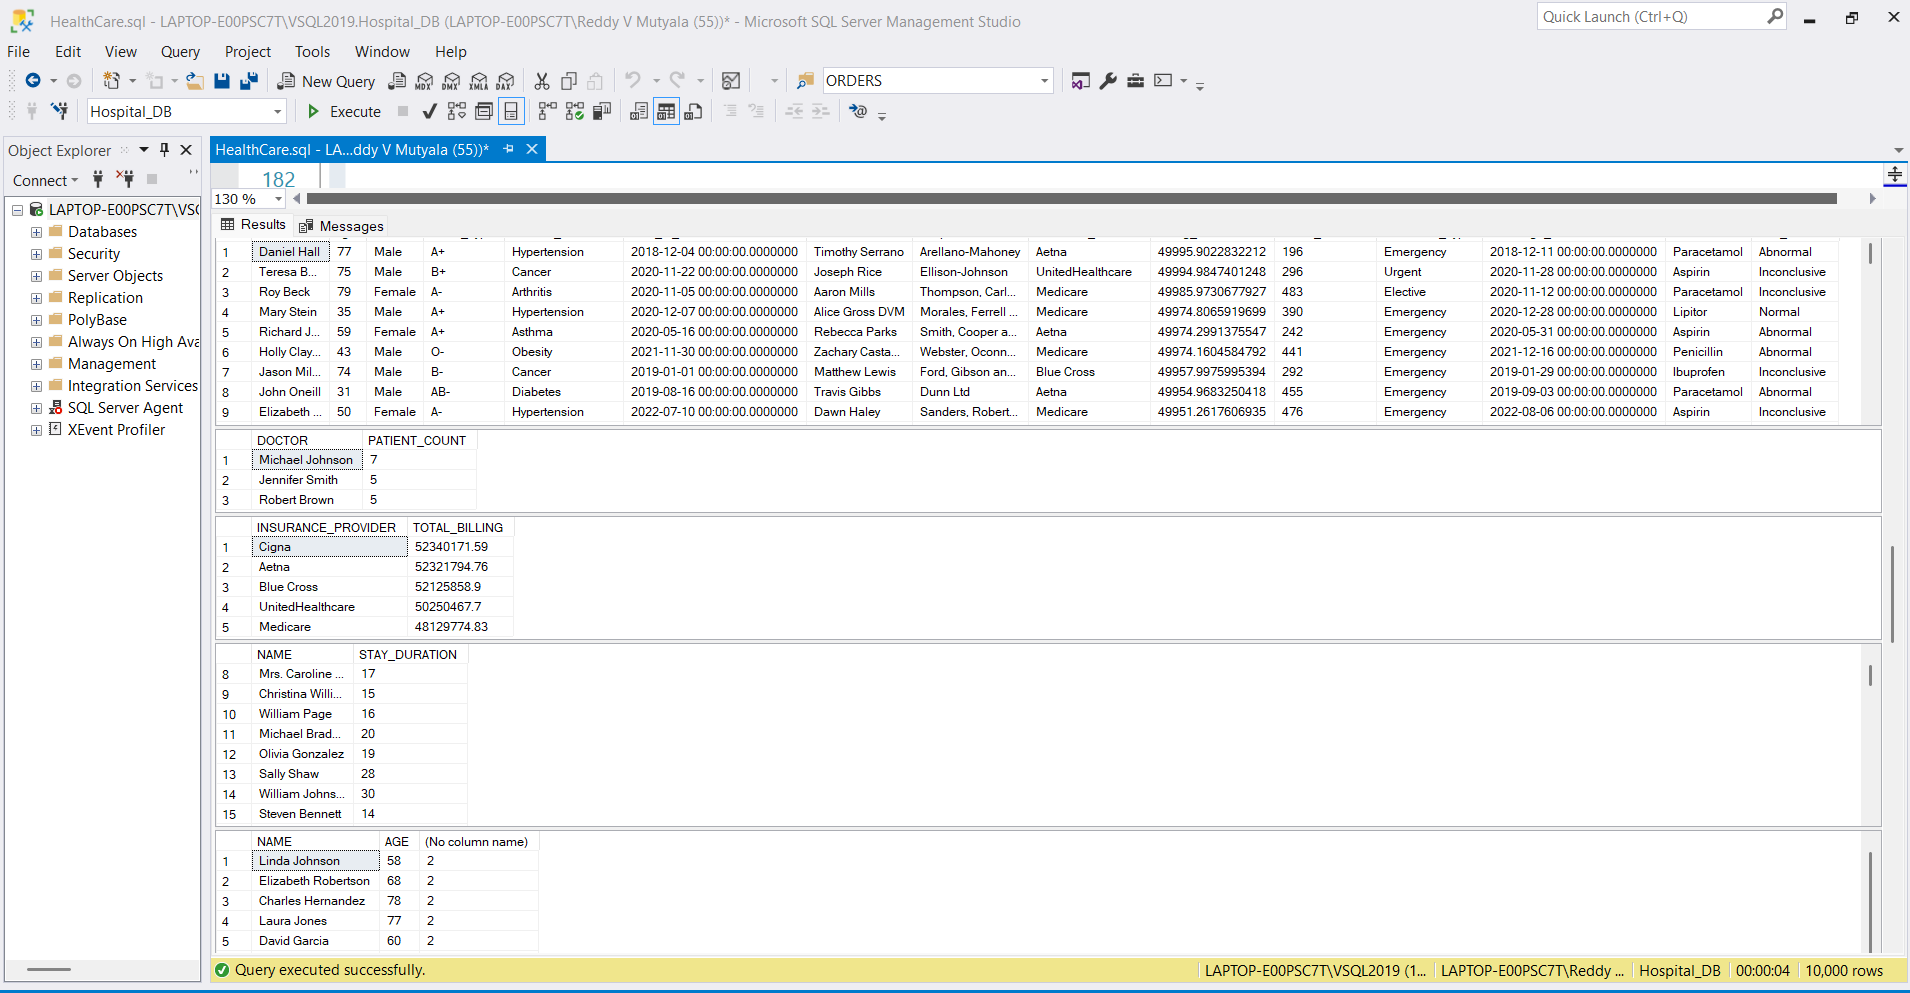 HealthCare.sql - LAPTOP-E00PSC7T\VSQL2019.Hospital_DB (LAPTOP-E00PSC7T\Reddy V Mutyala (55))* - Microsoft SQL Server Management Studio
Quick Launch (Ctrl+Q)
File Edit View Query Project Tools Window Help
New Query MDX DMX XMLA DAX ORDERS
Hospital_DB Execute
Object Explorer
HealthCare.sql - LA...ddy V Mutyala (55))*
Connect
182
130 %
Results Messages
LAPTOP-E00PSC7T\VS
Databases
Security
Server Objects
Replication
PolyBase
Always On High Ava
Management
Integration Services
SQL Server Agent
XEvent Profiler
1 Daniel Hall 77 Male A+ Hypertension 2018-12-04 00:00:00.0000000 Timothy Serrano Arellano-Mahoney Aetna 49995.9022832212 196 Emergency 2018-12-11 00:00:00.0000000 Paracetamol Abnormal
2 Teresa B... 75 Male B+ Cancer 2020-11-22 00:00:00.0000000 Joseph Rice Ellison-Johnson UnitedHealthcare 49994.9847401248 296 Urgent 2020-11-28 00:00:00.0000000 Aspirin Inconclusive
3 Roy Beck 79 Female A- Arthritis 2020-11-05 00:00:00.0000000 Aaron Mills Thompson, Carl... Medicare 49985.9730677927 483 Elective 2020-11-12 00:00:00.0000000 Paracetamol Inconclusive
4 Mary Stein 35 Male A+ Hypertension 2020-12-07 00:00:00.0000000 Alice Gross DVM Morales, Ferrell ... Medicare 49974.8065919699 390 Emergency 2020-12-28 00:00:00.0000000 Lipitor Normal
5 Richard J... 59 Female A+ Asthma 2020-05-16 00:00:00.0000000 Rebecca Parks Smith, Cooper a... Aetna 49974.2991375547 242 Emergency 2020-05-31 00:00:00.0000000 Aspirin Abnormal
6 Holly Clay... 43 Male O- Obesity 2021-11-30 00:00:00.0000000 Zachary Casta... Webster, Oconn... Medicare 49974.1604584792 441 Emergency 2021-12-16 00:00:00.0000000 Penicillin Abnormal
7 Jason Mil... 74 Male B- Cancer 2019-01-01 00:00:00.0000000 Matthew Lewis Ford, Gibson an... Blue Cross 49957.9975995394 292 Emergency 2019-01-29 00:00:00.0000000 Ibuprofen Inconclusive
8 John Oneill 31 Male AB- Diabetes 2019-08-16 00:00:00.0000000 Travis Gibbs Dunn Ltd Aetna 49954.9683250418 455 Emergency 2019-09-03 00:00:00.0000000 Paracetamol Abnormal
9 Elizabeth ... 50 Female A- Hypertension 2022-07-10 00:00:00.0000000 Dawn Haley Sanders, Robert... Medicare 49951.2617606935 476 Emergency 2022-08-06 00:00:00.0000000 Aspirin Inconclusive
DOCTOR PATIENT_COUNT
1 Michael Johnson 7
2 Jennifer Smith 5
3 Robert Brown 5
INSURANCE_PROVIDER TOTAL_BILLING
1 Cigna 52340171.59
2 Aetna 52321794.76
3 Blue Cross 52125858.9
4 UnitedHealthcare 50250467.7
5 Medicare 48129774.83
NAME STAY_DURATION
8 Mrs. Caroline ... 17
9 Christina Willi... 15
10 William Page 16
11 Michael Brad... 20
12 Olivia Gonzalez 19
13 Sally Shaw 28
14 William Johns... 30
15 Steven Bennett 14
NAME AGE (No column name)
1 Linda Johnson 58 2
2 Elizabeth Robertson 68 2
3 Charles Hernandez 78 2
4 Laura Jones 77 2
5 David Garcia 60 2
Query executed successfully. LAPTOP-E00PSC7T\VSQL2019 (1... LAPTOP-E00PSC7T\Reddy ... Hospital_DB 00:00:04 10,000 rows